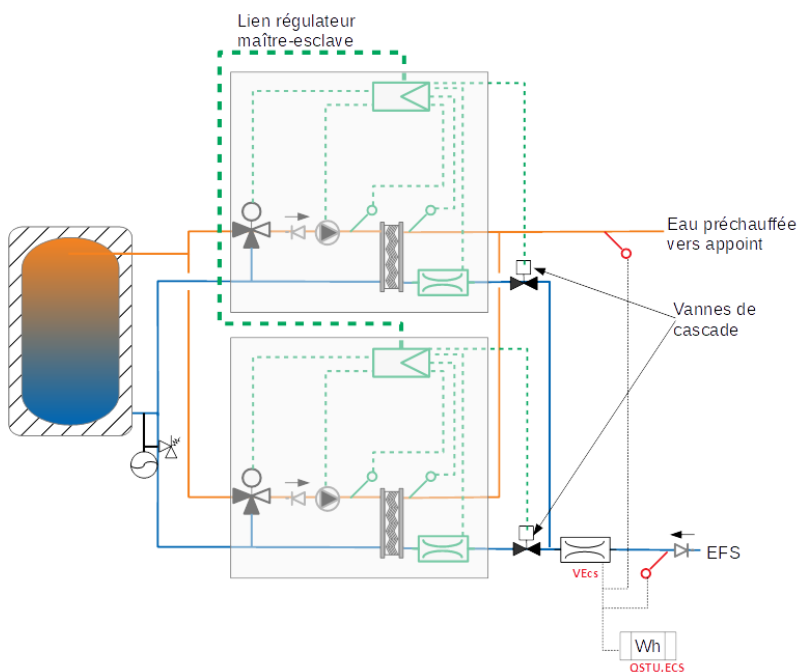 Lien régulateur
maître-esclave
Eau préchauffée
vers appoint
Vannes de
cascade
VEcs
EFS
Wh
QSTU.ECS